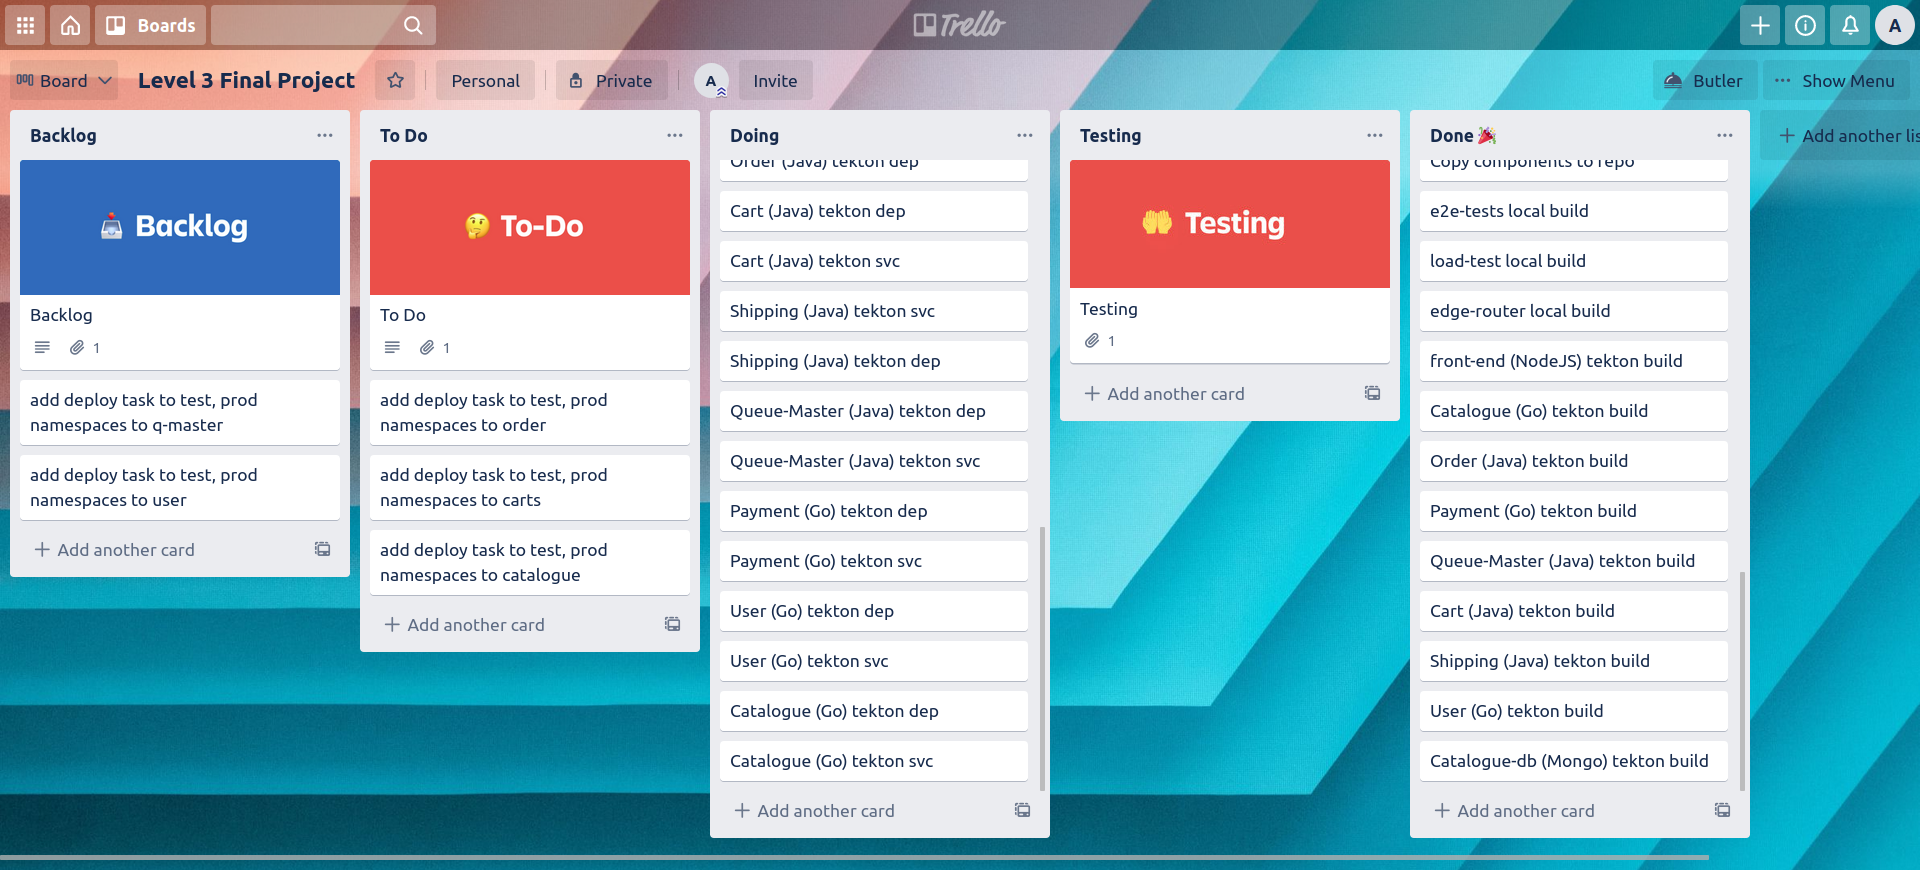 Boards
Trello
A
Board
Level 3 Final Project
Personal
Private
A
Invite
Butler
Show Menu
Backlog
Backlog
Backlog
1
add deploy task to test, prod
namespaces to q-master
add deploy task to test, prod
namespaces to user
Add another card
To Do
To-Do
To Do
1
add deploy task to test, prod
namespaces to order
add deploy task to test, prod
namespaces to carts
add deploy task to test, prod
namespaces to catalogue
Add another card
Doing
Order (Java) tekton dep
Cart (Java) tekton dep
Cart (Java) tekton svc
Shipping (Java) tekton svc
Shipping (Java) tekton dep
Queue-Master (Java) tekton dep
Queue-Master (Java) tekton svc
Payment (Go) tekton dep
Payment (Go) tekton svc
User (Go) tekton dep
User (Go) tekton svc
Catalogue (Go) tekton dep
Catalogue (Go) tekton svc
Add another card
Testing
Testing
Testing
1
Add another card
Done 🎉
Copy components to repo
e2e-tests local build
load-test local build
edge-router local build
front-end (NodeJS) tekton build
Catalogue (Go) tekton build
Order (Java) tekton build
Payment (Go) tekton build
Queue-Master (Java) tekton build
Cart (Java) tekton build
Shipping (Java) tekton build
User (Go) tekton build
Catalogue-db (Mongo) tekton build
Add another card
Add another lis